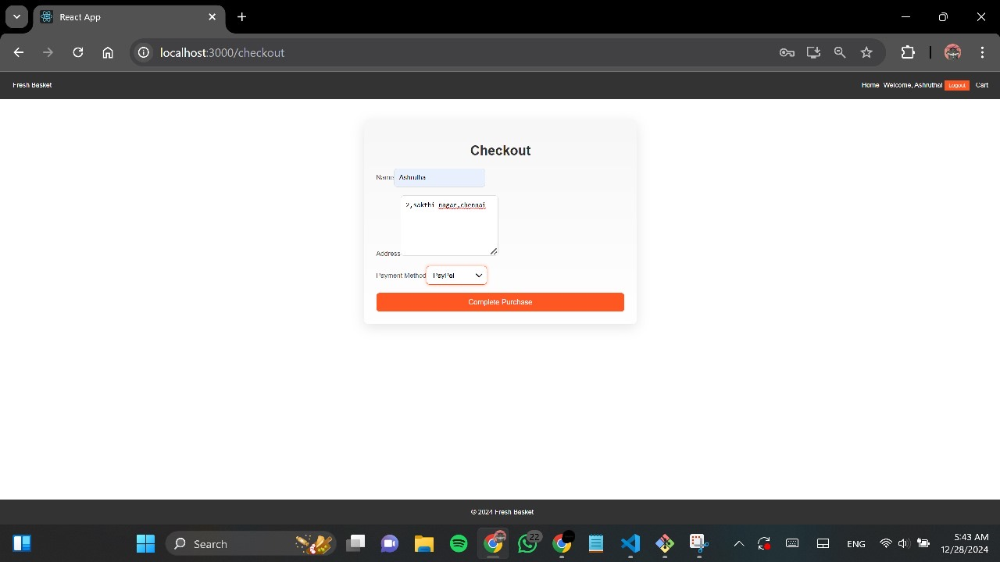 React App
localhost:3000/checkout
Fresh Basket
Home Welcome, Ashrutha! Logout Cart
Checkout
Name Ashrutha
2,sakthi nagar,chennai
Address
Payment Method PayPal
Complete Purchase
© 2024 Fresh Basket
Search
22
ENG
5:43 AM
12/28/2024